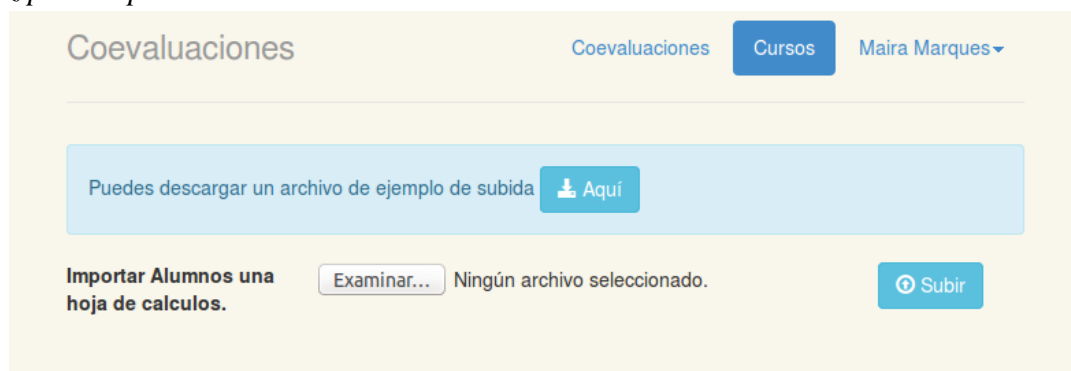 Coevaluaciones
Coevaluaciones Cursos Maira Marques
Puedes descargar un archivo de ejemplo de subida Aquí
Importar Alumnos una
hoja de calculos.
Examinar... Ningún archivo seleccionado.
Subir